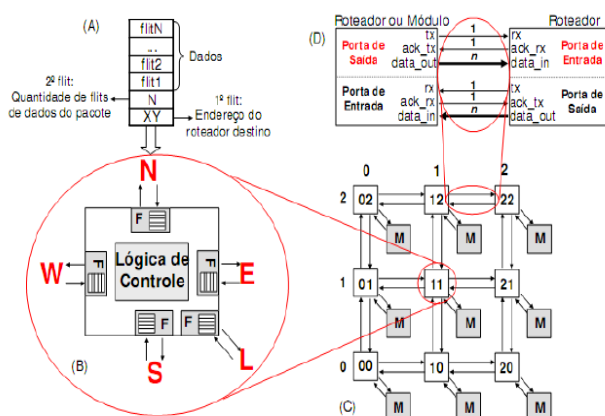 (A)
flitN
...
flit2
flit1
N
XY
Dados
2º flit:
Quantidade de flits
de dados do pacote
1º flit:
Endereço do
roteador destino
(D)
Roteador ou Módulo
Roteador
Porta de
Saída
tx
ack_tx
data_out
1
1
n
rx
ack_rx
data_in
Porta de
Entrada
Porta de
Entrada
rx
ack_rx
data_in
1
1
n
tx
ack_tx
data_out
Porta de
Saída
N
F
W
F
Lógica de
Controle
F
E
F
F
S
L
(B)
0
1
2
2
02
12
22
M
M
M
1
01
11
21
M
M
M
0
00
10
20
M
M
M
(C)